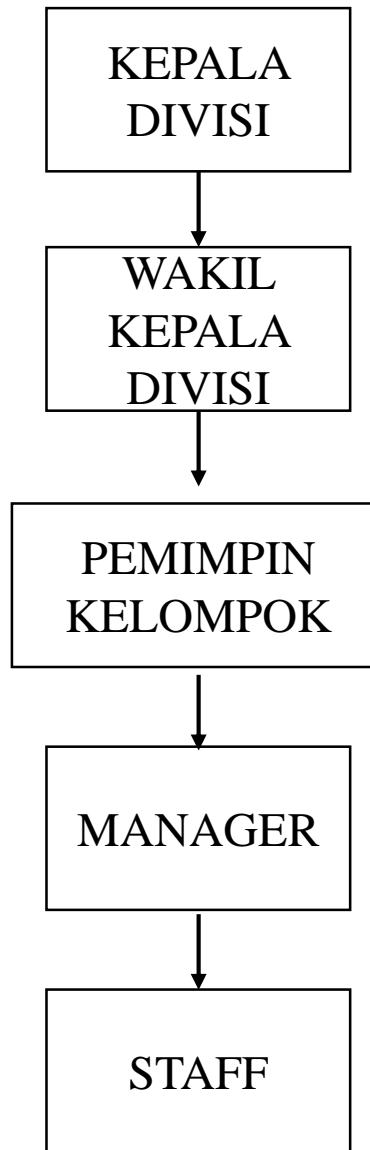 KEPALA
DIVISI
WAKIL
KEPALA
DIVISI
PEMIMPIN
KELOMPOK
MANAGER
STAFF